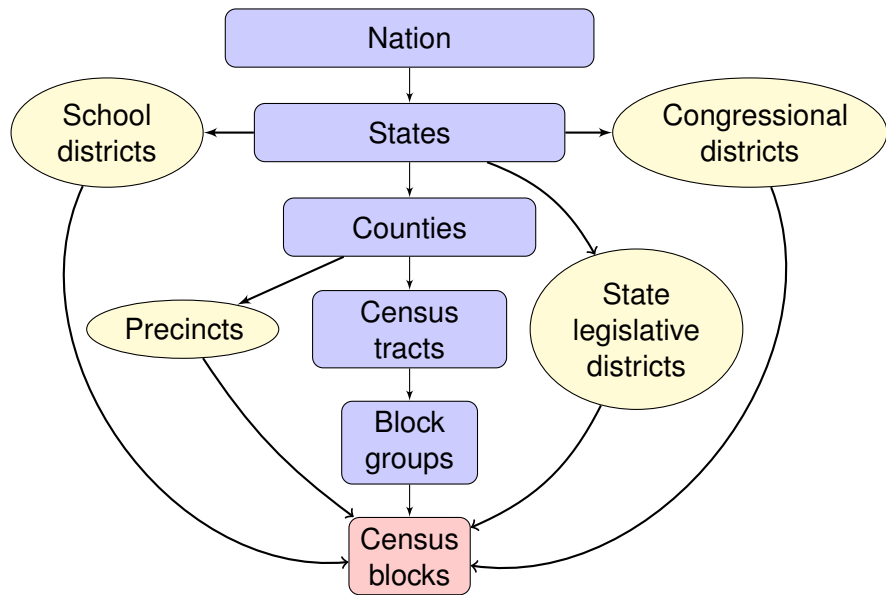 Nation
School
districts
States
Congressional
districts
Counties
Precincts
Census
tracts
State
legislative
districts
Block
groups
Census
blocks